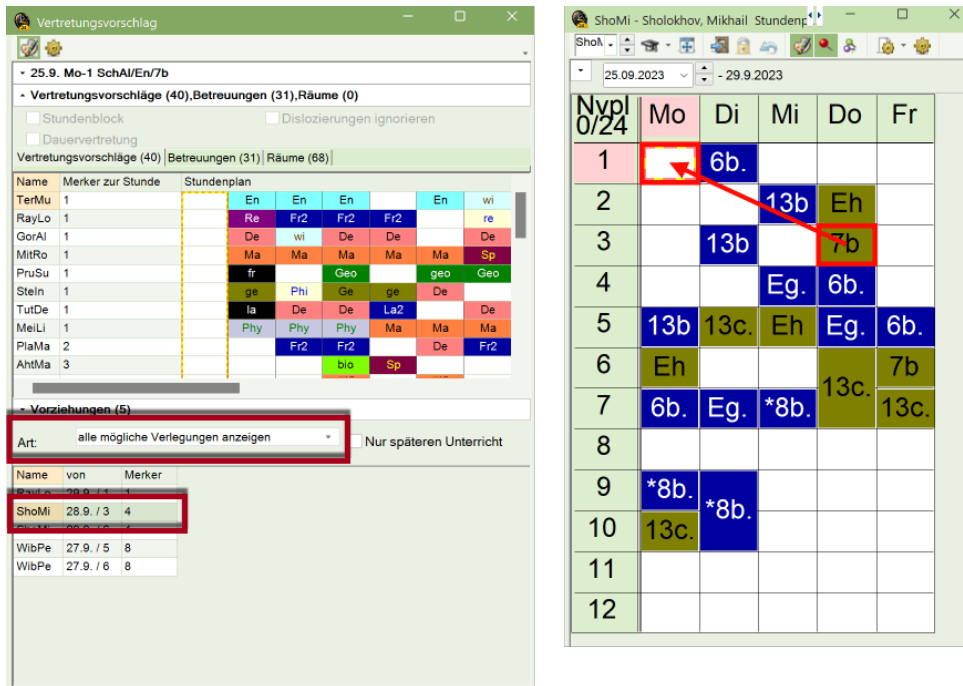 Vertretungsvorschlag
25.9. Mo-1 SchAl/En/7b
Vertretungsvorschläge (40),Betreuungen (31),Räume (0)
Stundenblock Dislozierungen ignorieren
Dauervertretung
Vertretungsvorschläge (40) Betreuungen (31) Räume (68)
Name Merker zur Stunde Stundenplan
TerMu 1 En En En En wi
RayLo 1 Re Fr2 Fr2 Fr2 re
GorAl 1 De wi De De De
MitRo 1 Ma Ma Ma Ma Ma Sp
PruSu 1 fr Geo geo Geo
SteIn 1 ge Phi Ge ge De
TutDe 1 la De De La2 De
MeiLi 1 Phy Phy Phy Ma Ma Ma
PlaMa 2 Fr2 Fr2 De Fr2
AhtMa 3 bio Sp
Vorziehungen (5)
Art: alle mögliche Verlegungen anzeigen Nur späteren Unterricht
Name von Merker
RayLo 29.9. / 1 1
ShoMi 28.9. / 3 4
WibPe 27.9. / 5 8
WibPe 27.9. / 6 8
ShoMi - Sholokhov, Mikhail Stundenp
ShoM
25.09.2023 - 29.9.2023
Nvpl
0/24 Mo Di Mi Do Fr
1 6b.
2 13b Eh
3 13b 7b
4 Eg. 6b.
5 13b 13c. Eh Eg. 6b.
6 Eh 13c. 7b
7 6b. Eg. *8b. 13c.
8
9 *8b. *8b.
10 13c.
11
12